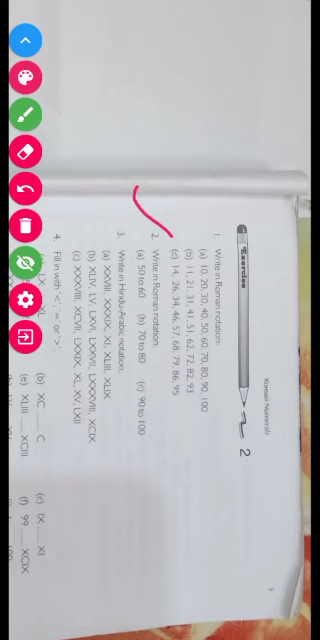 Roman Numerals
5
Exercise 2
1. Write in Roman notation:
(a) 10, 20, 30, 40, 50, 60, 70, 80, 90, 100
(b) 11, 21, 31, 41, 51, 62, 72, 82, 93
(c) 14, 26, 34, 46, 57, 68, 79, 86, 95
2. Write in Roman notation:
(a) 50 to 60 (b) 70 to 80 (c) 90 to 100
3. Write in Hindu-Arabic notation:
(a) XXVIII, XXXIX, XI, XLIII, XLIX
(b) XLIV, LV, LXVI, LXXVII, LXXXVIII, XCIX
(c) XXXVIII, XCVII, LXXIX, XL, XV, LXII
4. Fill in with '<', '=' or '>'.
(b) XC ...... C (c) IX ...... XI
(e) XLIII ...... XCIII (f) 99 ...... XCIX